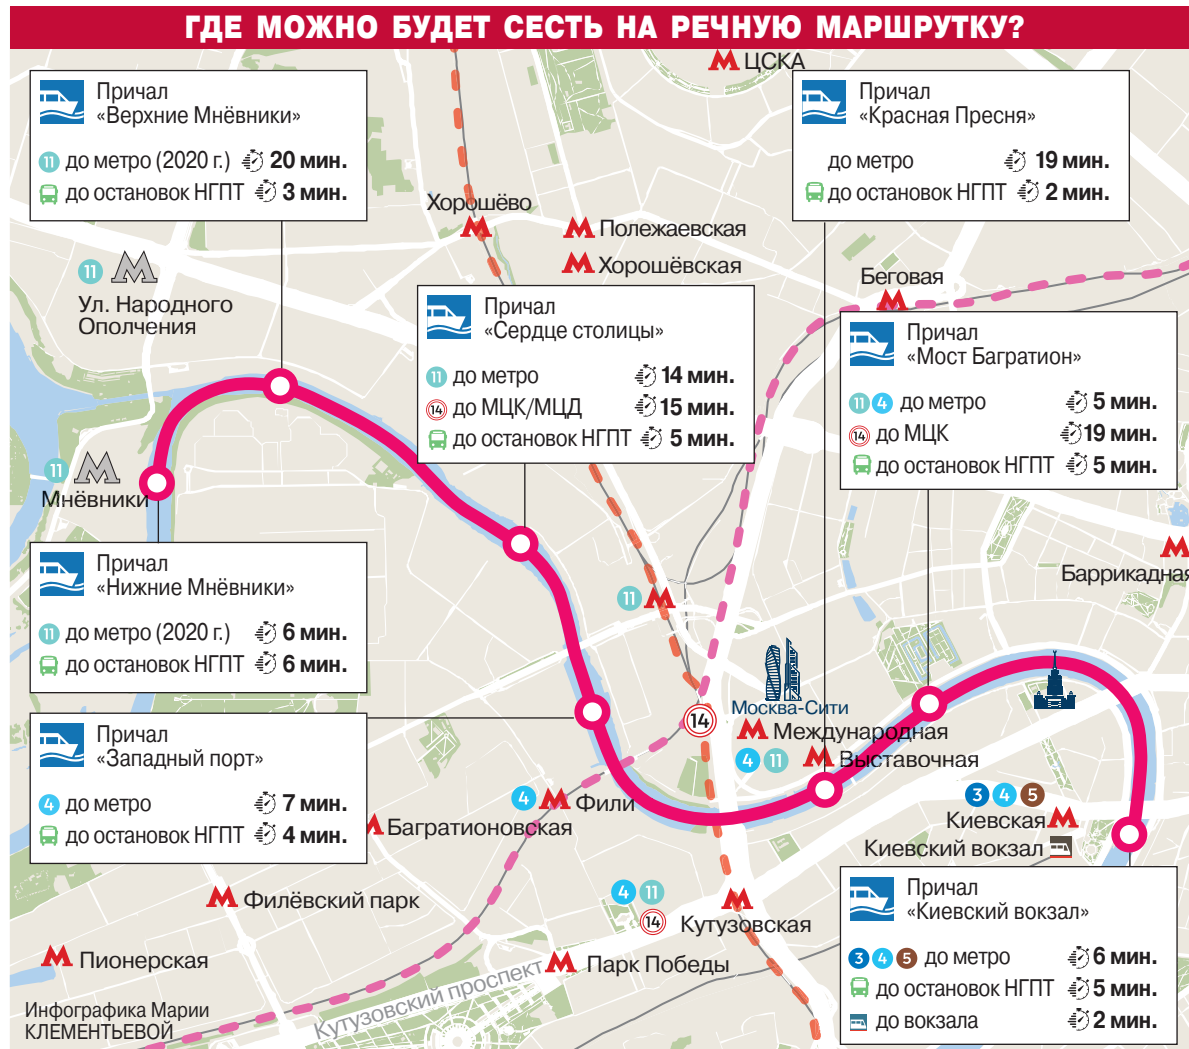 ГДЕ МОЖНО БУДЕТ СЕСТЬ НА РЕЧНУЮ МАРШРУТКУ?
ЦСКА
Причал
«Верхние Мнёвники»
11 до метро (2020 г.) 20 мин.
до остановок НГПТ 3 мин.
Причал
«Красная Пресня»
до метро 19 мин.
до остановок НГПТ 2 мин.
Хорошёво
Полежаевская
Хорошёвская
11
Ул. Народного
Ополчения
Беговая
Причал
«Сердце столицы»
11 до метро 14 мин.
14 до МЦК/МЦД 15 мин.
до остановок НГПТ 5 мин.
Причал
«Мост Багратион»
11 4 до метро 5 мин.
14 до МЦК 19 мин.
до остановок НГПТ 5 мин.
11
Мнёвники
Баррикадная
Причал
«Нижние Мнёвники»
11 до метро (2020 г.) 6 мин.
до остановок НГПТ 6 мин.
11
Москва-Сити
14
Международная
4 11
Выставочная
Причал
«Западный порт»
4 до метро 7 мин.
до остановок НГПТ 4 мин.
4 Фили
Багратионовская
3 4 5
Киевская
Киевский вокзал
Филёвский парк
4 11
14
Кутузовская
Причал
«Киевский вокзал»
3 4 5 до метро 6 мин.
до остановок НГПТ 5 мин.
до вокзала 2 мин.
Пионерская
Парк Победы
Кутузовский проспект
Инфографика Марии
КЛЕМЕНТЬЕВОЙ